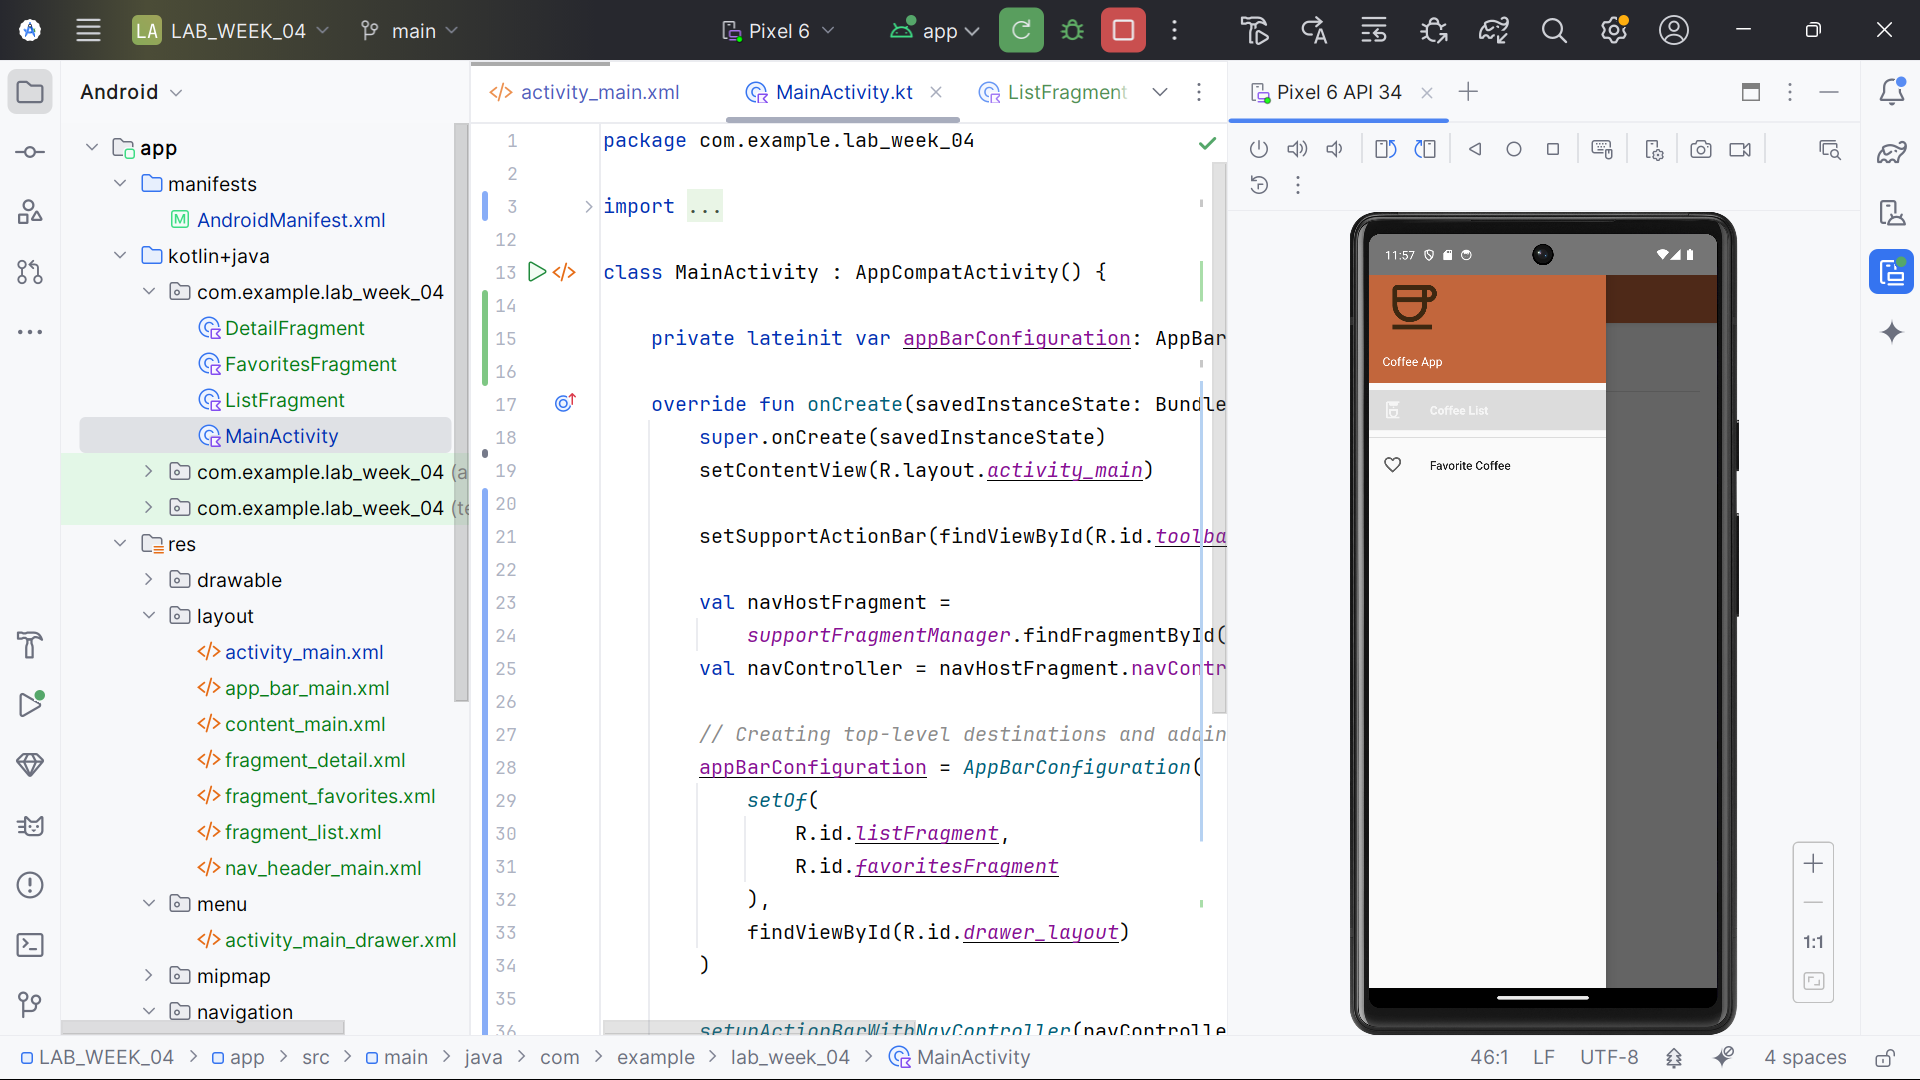 LA LAB_WEEK_04 main Pixel 6 app
Android
app
manifests
AndroidManifest.xml
kotlin+java
com.example.lab_week_04
DetailFragment
FavoritesFragment
ListFragment
MainActivity
com.example.lab_week_04 (a
com.example.lab_week_04 (te
res
drawable
layout
activity_main.xml
app_bar_main.xml
content_main.xml
fragment_detail.xml
fragment_favorites.xml
fragment_list.xml
nav_header_main.xml
menu
activity_main_drawer.xml
mipmap
navigation
activity_main.xml MainActivity.kt ListFragment
1 package com.example.lab_week_04
2
3 import ...
12
13 class MainActivity : AppCompatActivity() {
14
15 private lateinit var appBarConfiguration: AppBar
16
17 override fun onCreate(savedInstanceState: Bundle
18 super.onCreate(savedInstanceState)
19 setContentView(R.layout.activity_main)
20
21 setSupportActionBar(findViewById(R.id.toolba
22
23 val navHostFragment =
24 supportFragmentManager.findFragmentById(
25 val navController = navHostFragment.navContr
26
27 // Creating top-level destinations and addin
28 appBarConfiguration = AppBarConfiguration(
29 setOf(
30 R.id.listFragment,
31 R.id.favoritesFragment
32 ),
33 findViewById(R.id.drawer_layout)
34 )
35
36 setupActionBarWithNavController(navControlle
Pixel 6 API 34
11:57
Coffee App
Coffee List
Favorite Coffee
1:1
LAB_WEEK_04 > app > src > main > java > com > example > lab_week_04 > MainActivity
46:1 LF UTF-8 4 spaces